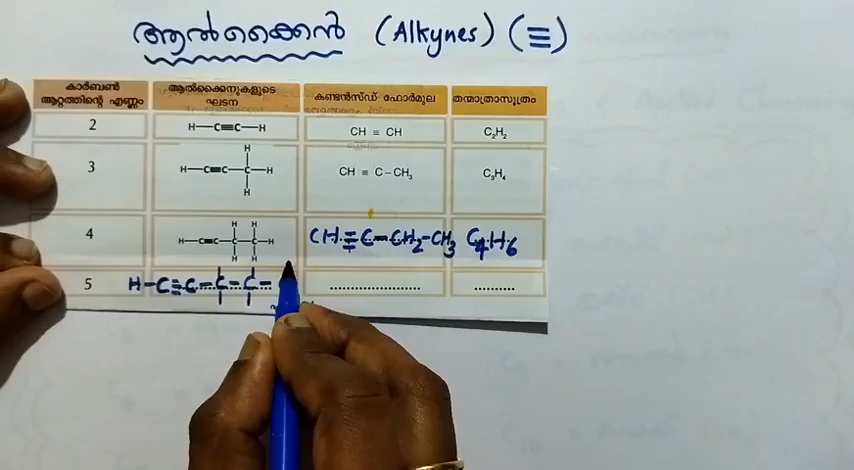 ആൽക്കൈൻ (Alkynes) (≡)
കാർബൺ ആറ്റത്തിന്റെ എണ്ണം
ആൽക്കൈനുകളുടെ ഘടന
കണ്ടൻസ്ഡ് ഫോർമുല
തന്മാത്രാസൂത്രം
2
H—C≡C—H
CH ≡ CH
C₂H₂
3
H
H—C≡C—C—H
H
CH ≡ C – CH₃
C₃H₄
4
H H
H—C≡C—C—C—H
H H
CH≡C-CH₂-CH₃
C₄H₆
5
H-C≡C-C-C-
....................
..........